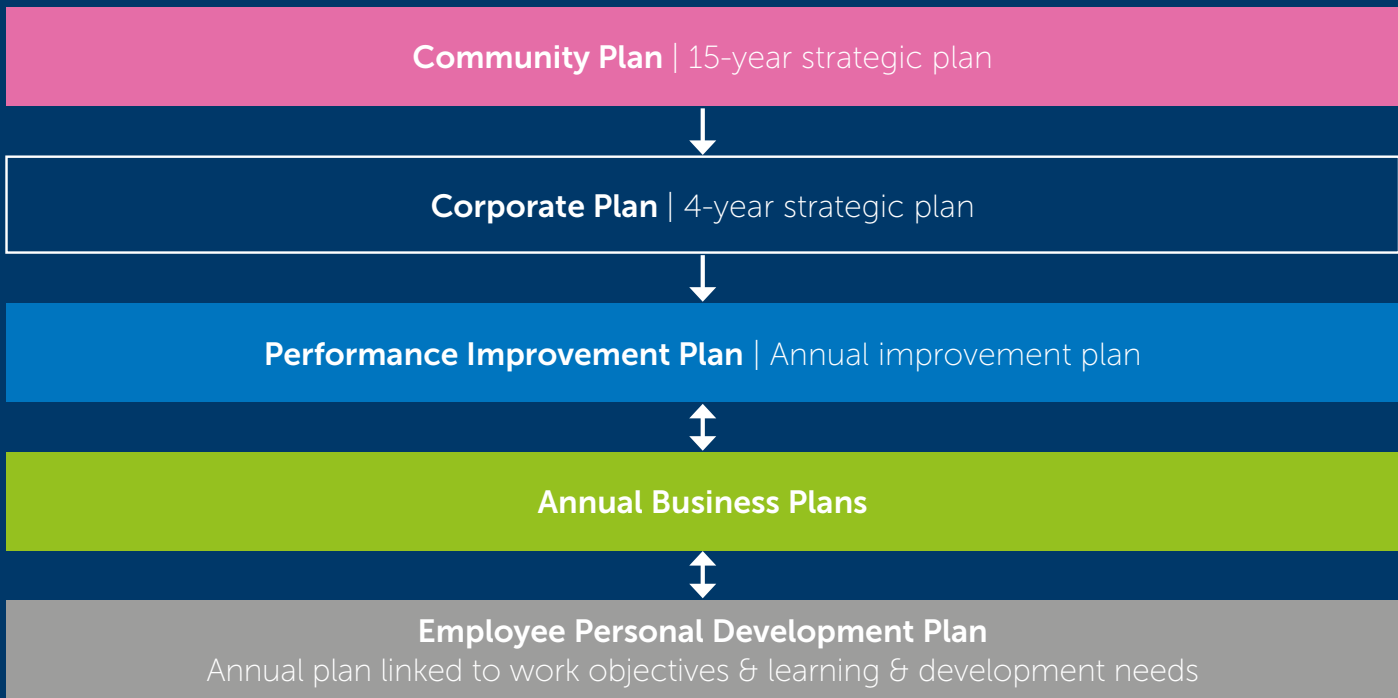 Community Plan | 15-year strategic plan
Corporate Plan | 4-year strategic plan
Performance Improvement Plan | Annual improvement plan
Annual Business Plans
Employee Personal Development Plan
Annual plan linked to work objectives & learning & development needs